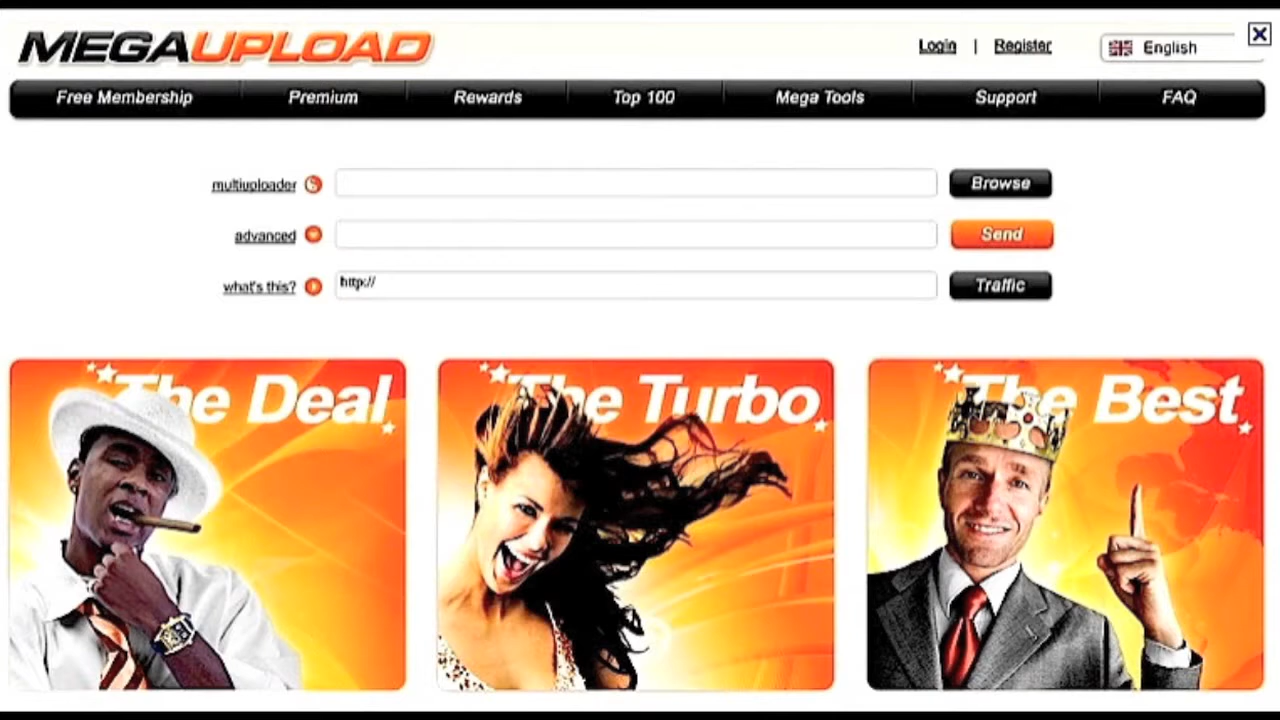 MEGAUPLOAD
Login | Register
English
Free Membership Premium Rewards Top 100 Mega Tools Support FAQ
multiuploader Browse
advanced Send
what's this? http:// Traffic
The Deal The Turbo The Best